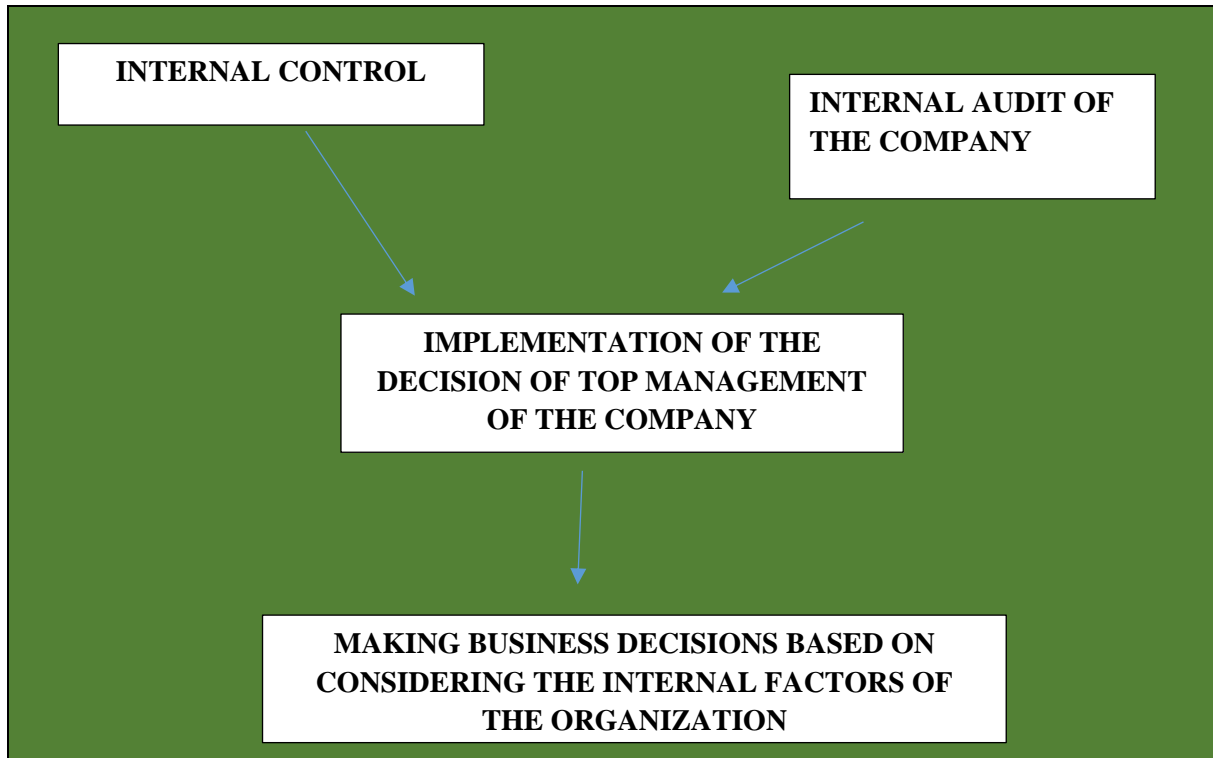 INTERNAL CONTROL
INTERNAL AUDIT OF
THE COMPANY
IMPLEMENTATION OF THE
DECISION OF TOP MANAGEMENT
OF THE COMPANY
MAKING BUSINESS DECISIONS BASED ON
CONSIDERING THE INTERNAL FACTORS OF
THE ORGANIZATION